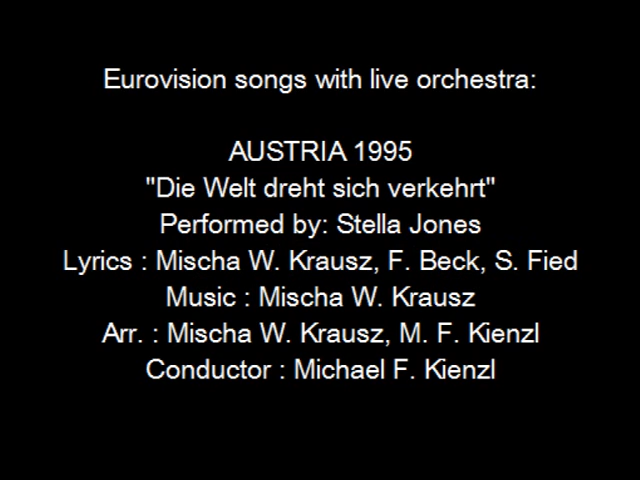 Eurovision songs with live orchestra:
AUSTRIA 1995
"Die Welt dreht sich verkehrt"
Performed by: Stella Jones
Lyrics : Mischa W. Krausz, F. Beck, S. Fied
Music : Mischa W. Krausz
Arr. : Mischa W. Krausz, M. F. Kienzl
Conductor : Michael F. Kienzl